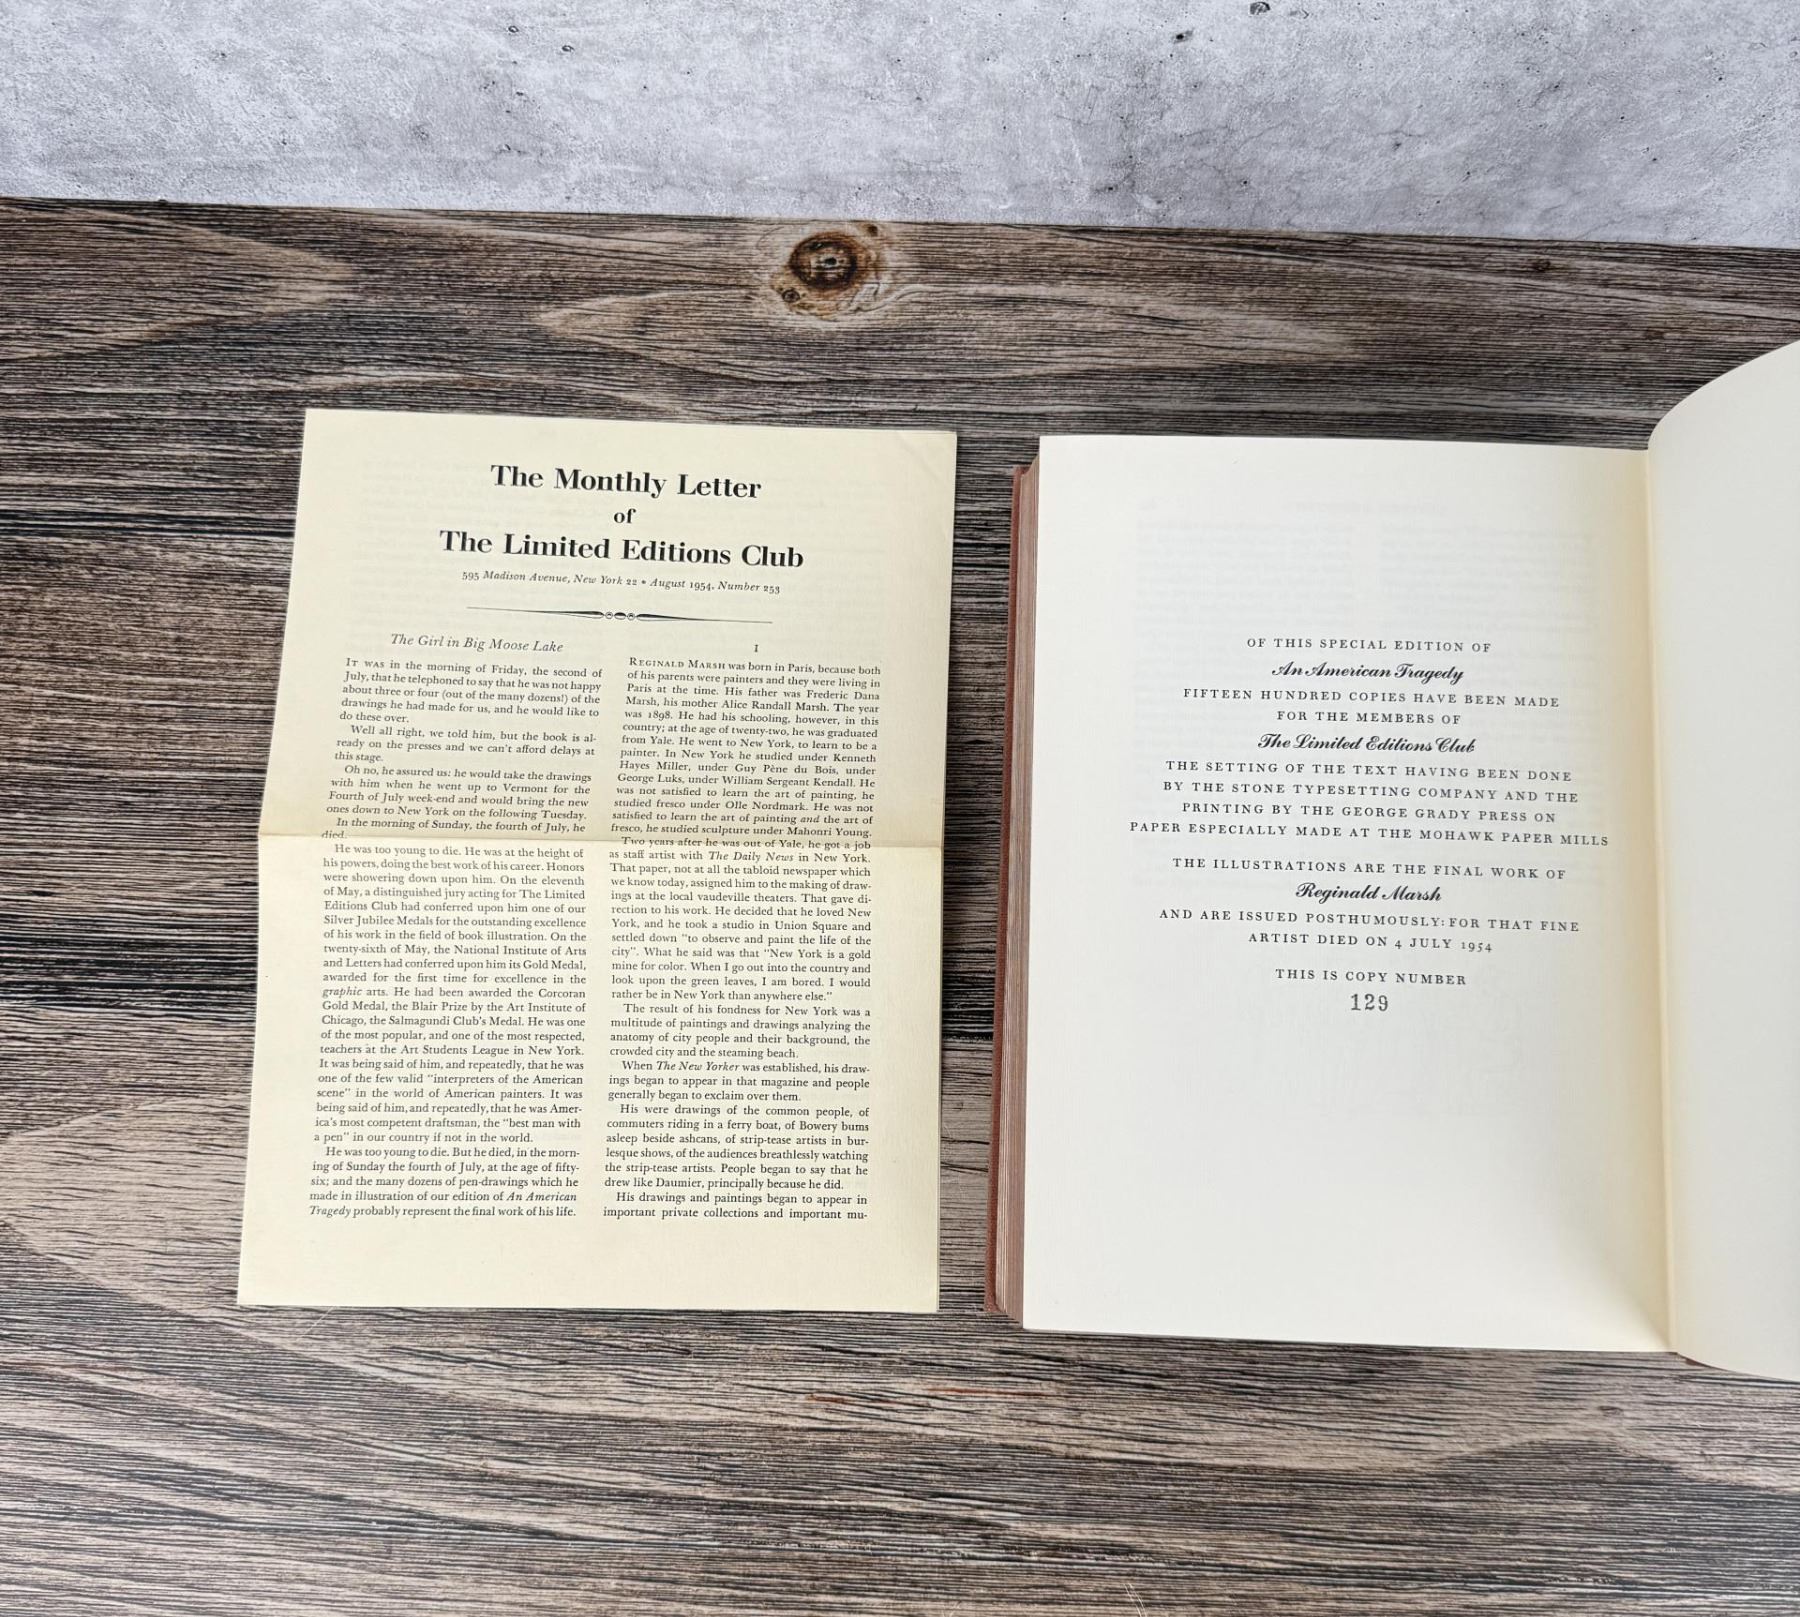 The Monthly Letter
of
The Limited Editions Club
595 Madison Avenue, New York 22 • August 1954, Number 253
The Girl in Big Moose Lake
IT WAS in the morning of Friday, the second of
July, that he telephoned to say that he was not happy
about three or four (out of the many dozens!) of the
drawings he had made for us, and he would like to
do these over.
Well all right, we told him, but the book is al-
ready on the presses and we can't afford delays at
this stage.
Oh no, he assured us: he would take the drawings
with him when he went up to Vermont for the
Fourth of July week-end and would bring the new
ones down to New York on the following Tuesday.
In the morning of Sunday, the fourth of July, he
died.
He was too young to die. He was at the height of
his powers, doing the best work of his career. Honors
were showering down upon him. On the eleventh
of May, a distinguished jury acting for The Limited
Editions Club had conferred upon him one of our
Silver Jubilee Medals for the outstanding excellence
of his work in the field of book illustration. On the
twenty-sixth of May, the National Institute of Arts
and Letters had conferred upon him its Gold Medal,
awarded for the first time for excellence in the
graphic arts. He had been awarded the Corcoran
Gold Medal, the Blair Prize by the Art Institute of
Chicago, the Salmagundi Club's Medal. He was one
of the most popular, and one of the most respected,
teachers at the Art Students League in New York.
It was being said of him, and repeatedly, that he was
one of the few valid "interpreters of the American
scene" in the world of American painters. It was
being said of him, and repeatedly, that he was Amer-
ica's most competent draftsman, the "best man with
a pen" in our country if not in the world.
He was too young to die. But he died, in the morn-
ing of Sunday the fourth of July, at the age of fifty-
six; and the many dozens of pen-drawings which he
made in illustration of our edition of An American
Tragedy probably represent the final work of his life.
I
REGINALD MARSH was born in Paris, because both
of his parents were painters and they were living in
Paris at the time. His father was Frederic Dana
Marsh, his mother Alice Randall Marsh. The year
was 1898. He had his schooling, however, in this
country; at the age of twenty-two, he was graduated
from Yale. He went to New York, to learn to be a
painter. In New York he studied under Kenneth
Hayes Miller, under Guy Pène du Bois, under
George Luks, under William Sergeant Kendall. He
was not satisfied to learn the art of painting, he
studied fresco under Olle Nordmark. He was not
satisfied to learn the art of painting and the art of
fresco, he studied sculpture under Mahonri Young.
Two years after he was out of Yale, he got a job
as staff artist with The Daily News in New York.
That paper, not at all the tabloid newspaper which
we know today, assigned him to the making of draw-
ings at the local vaudeville theaters. That gave di-
rection to his work. He decided that he loved New
York, and he took a studio in Union Square and
settled down "to observe and paint the life of the
city". What he said was that "New York is a gold
mine for color. When I go out into the country and
look upon the green leaves, I am bored. I would
rather be in New York than anywhere else."
The result of his fondness for New York was a
multitude of paintings and drawings analyzing the
anatomy of city people and their background, the
crowded city and the steaming beach.
When The New Yorker was established, his draw-
ings began to appear in that magazine and people
generally began to exclaim over them.
His were drawings of the common people, of
commuters riding in a ferry boat, of Bowery bums
asleep beside ashcans, of strip-tease artists in bur-
lesque shows, of the audiences breathlessly watching
the strip-tease artists. People began to say that he
drew like Daumier, principally because he did.
His drawings and paintings began to appear in
important private collections and important mu-
OF THIS SPECIAL EDITION OF
An American Tragedy
FIFTEEN HUNDRED COPIES HAVE BEEN MADE
FOR THE MEMBERS OF
The Limited Editions Club
THE SETTING OF THE TEXT HAVING BEEN DONE
BY THE STONE TYPESETTING COMPANY AND THE
PRINTING BY THE GEORGE GRADY PRESS ON
PAPER ESPECIALLY MADE AT THE MOHAWK PAPER MILLS
THE ILLUSTRATIONS ARE THE FINAL WORK OF
Reginald Marsh
AND ARE ISSUED POSTHUMOUSLY: FOR THAT FINE
ARTIST DIED ON 4 JULY 1954
THIS IS COPY NUMBER
129